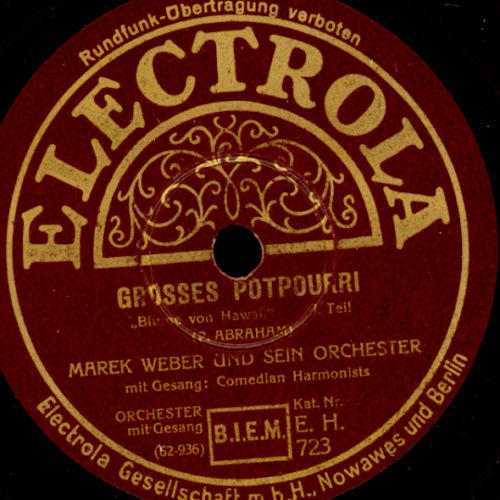 Rundfunk-Übertragung verboten
ELECTROLA
GROSSES POTPOURRI
„Blume von Hawai," I. Teil
(P. ABRAHAM)
MAREK WEBER UND SEIN ORCHESTER
mit Gesang: Comedian Harmonists
ORCHESTER
mit Gesang
(62-936)
B.I.E.M.
Kat. Nr.
E. H.
723
Electrola Gesellschaft m.b.H., Nowawes und Berlin